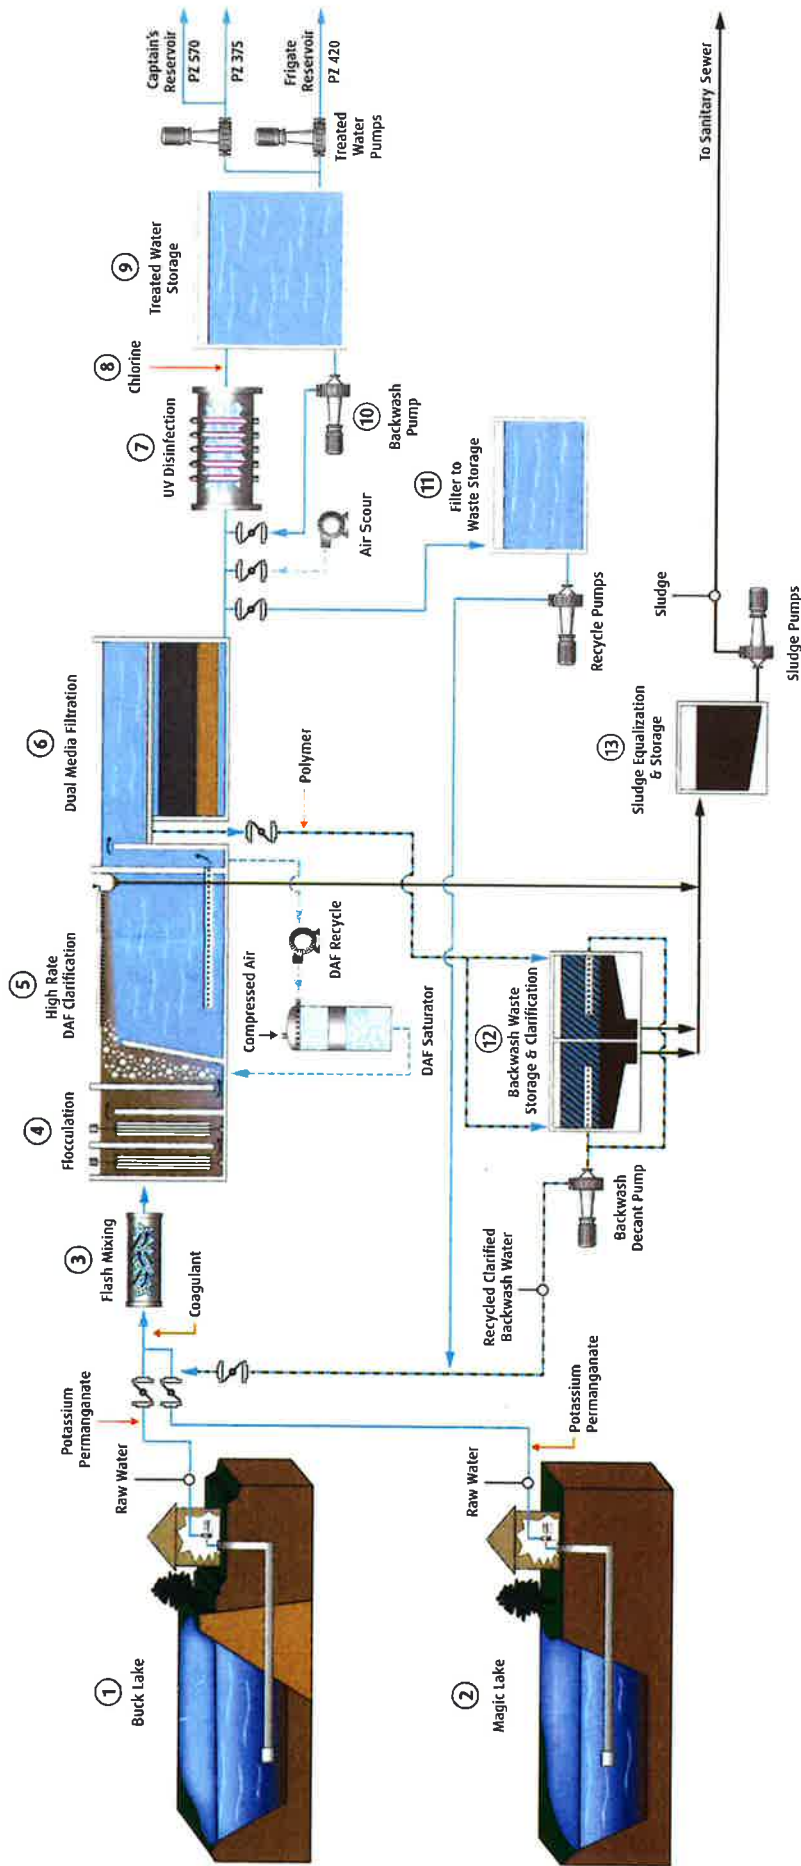 1
Buck Lake
2
Magic Lake
Raw Water
Potassium
Permanganate
Raw Water
Potassium
Permanganate
Coagulant
3
Flash Mixing
4
Flocculation
5
High Rate
DAF Clarification
Compressed Air
DAF Saturator
DAF Recycle
6
Dual Media Filtration
Polymer
7
UV Disinfection
8
Chlorine
9
Treated Water
Storage
10
Backwash
Pump
Air Scour
11
Filter to
Waste Storage
Recycle Pumps
12
Backwash Waste
Storage & Clarification
Backwash
Decant Pump
Recycled Clarified
Backwash Water
13
Sludge Equalization
& Storage
Sludge
Sludge Pumps
To Sanitary Sewer
Captain's
Reservoir
PZ 570
PZ 375
Frigate
Reservoir
PZ 420
Treated
Water
Pumps